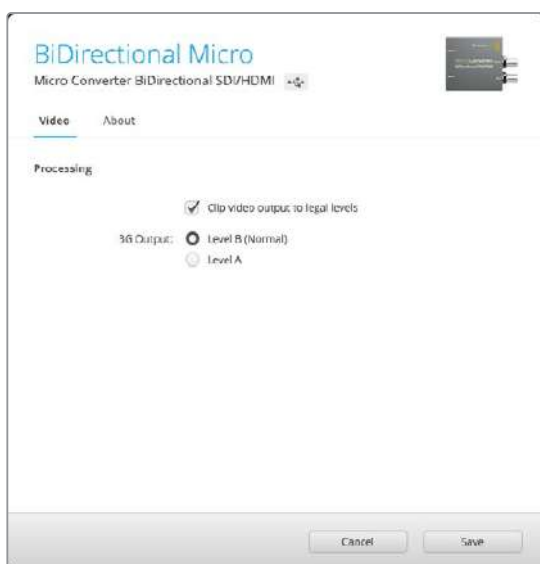 BiDirectional Micro
Micro Converter BiDirectional SDI/HDMI
Video About
Processing
Clip video output to legal levels
3G Output: Level B (Normal)
Level A
Cancel Save